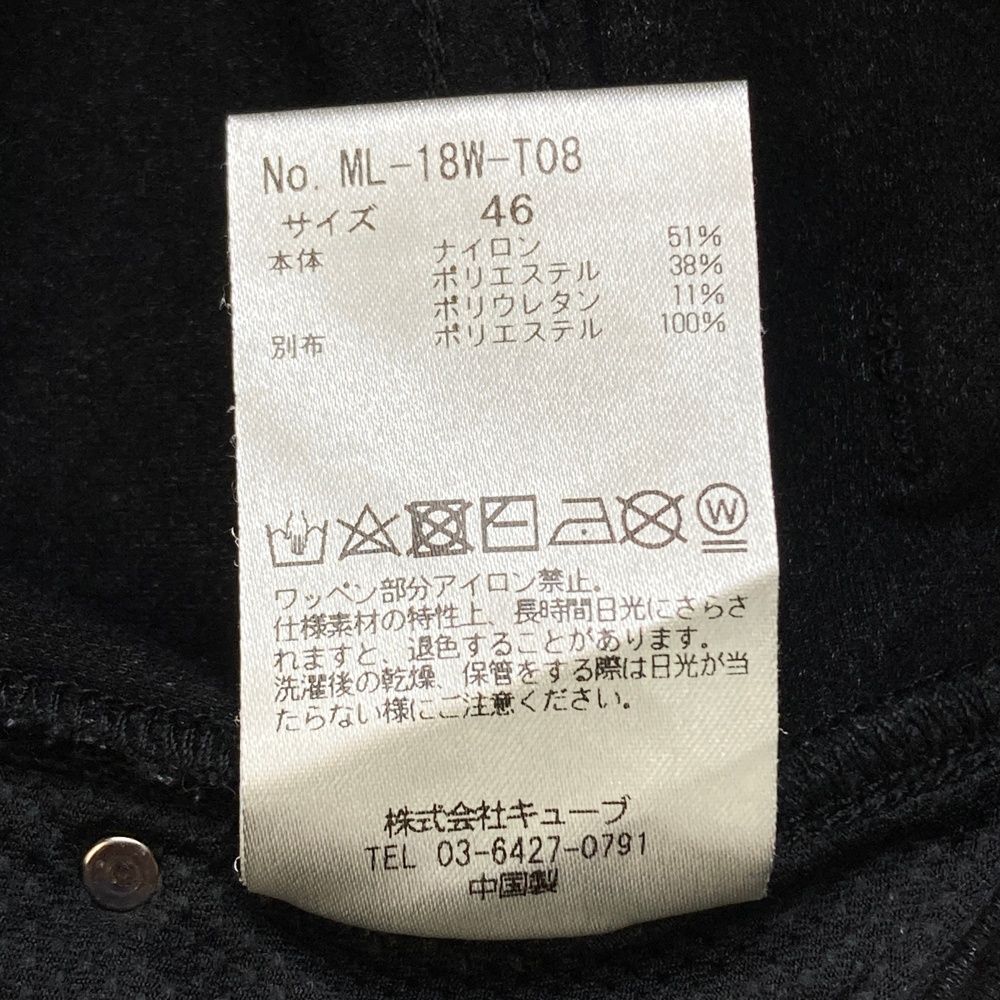 No. ML-18W-T08
サイズ 46
本体 ナイロン 51%
ポリエステル 38%
ポリウレタン 11%
別布 ポリエステル 100%
W
ワッペン部分アイロン禁止。
仕様素材の特性上、長時間日光にさらさ
れますと、退色することがあります。
洗濯後の乾燥、保管をする際は日光が当
たらない様にご注意ください。
株式会社キューブ
TEL 03-6427-0791
中国製